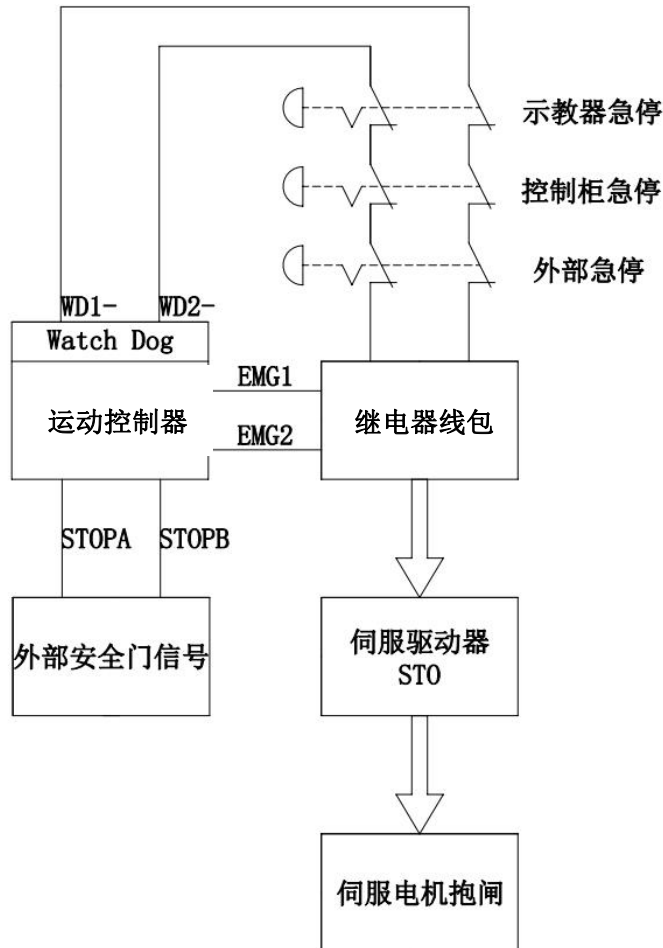 示教器急停
控制柜急停
外部急停
WD1-
WD2-
Watch Dog
运动控制器
EMG1
EMG2
继电器线包
STOPA
STOPB
外部安全门信号
伺服驱动器
STO
伺服电机抱闸